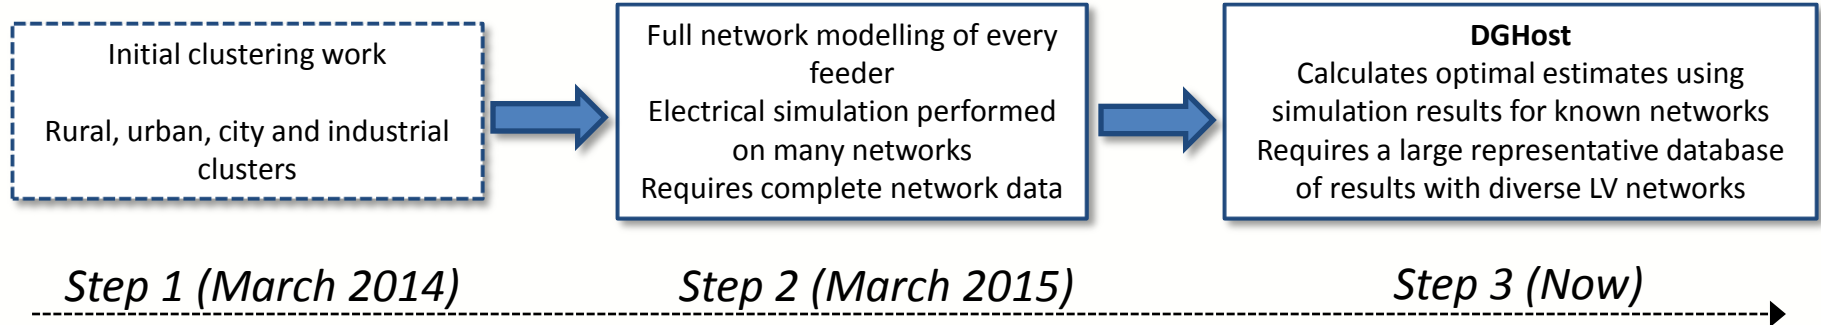 Initial clustering work
Rural, urban, city and industrial
clusters
Full network modelling of every
feeder
Electrical simulation performed
on many networks
Requires complete network data
DGHost
Calculates optimal estimates using
simulation results for known networks
Requires a large representative database
of results with diverse LV networks
Step 1 (March 2014)
Step 2 (March 2015)
Step 3 (Now)